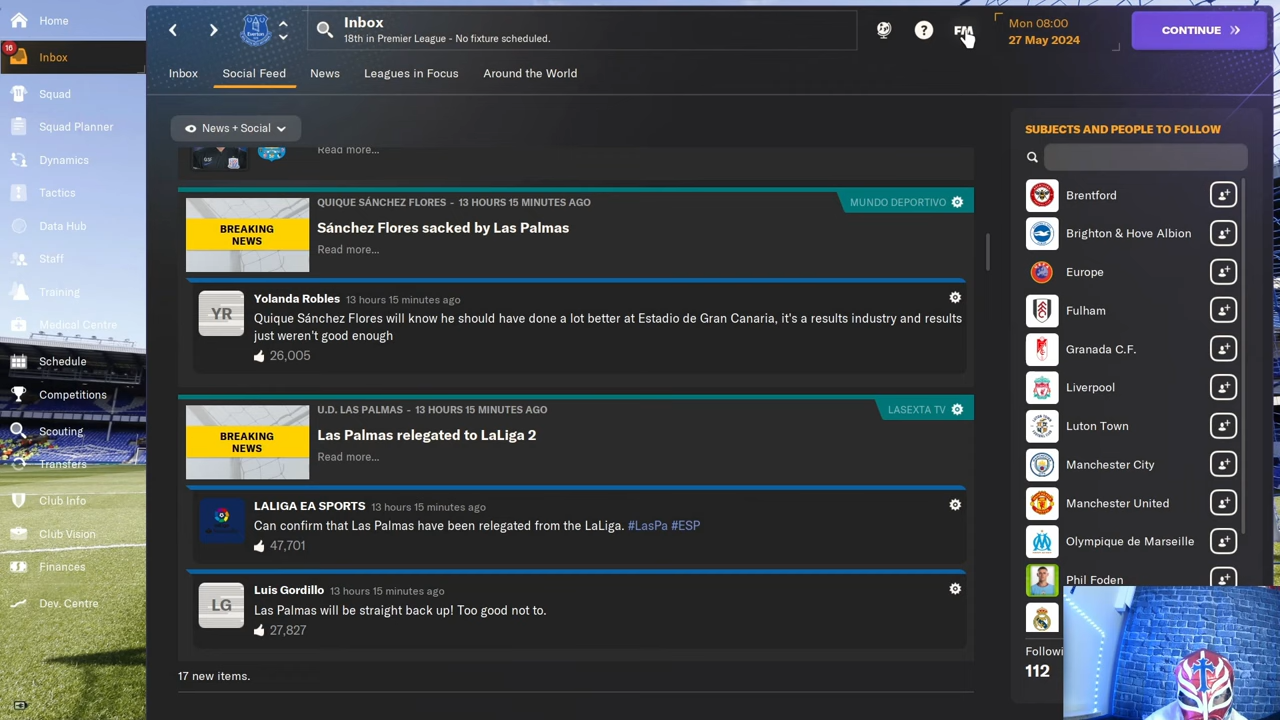 Home
16
Inbox
Squad
Squad Planner
Dynamics
Tactics
Data Hub
Staff
Training
Medical Centre
Schedule
Competitions
Scouting
Transfers
Club Info
Club Vision
Finances
Dev. Centre
Everton
Inbox
18th in Premier League - No fixture scheduled.
?
FM
Mon 08:00
27 May 2024
CONTINUE
Inbox
Social Feed
News
Leagues in Focus
Around the World
News + Social
Read more...
QUIQUE SÁNCHEZ FLORES - 13 HOURS 15 MINUTES AGO
MUNDO DEPORTIVO
BREAKING
NEWS
Sánchez Flores sacked by Las Palmas
Read more...
YR
Yolanda Robles 13 hours 15 minutes ago
Quique Sánchez Flores will know he should have done a lot better at Estadio de Gran Canaria, it's a results industry and results
just weren't good enough
26,005
U.D. LAS PALMAS - 13 HOURS 15 MINUTES AGO
LASEXTA TV
BREAKING
NEWS
Las Palmas relegated to LaLiga 2
Read more...
LALIGA EA SPORTS 13 hours 15 minutes ago
Can confirm that Las Palmas have been relegated from the LaLiga. #LasPa #ESP
47,701
LG
Luis Gordillo 13 hours 15 minutes ago
Las Palmas will be straight back up! Too good not to.
27,827
17 new items.
SUBJECTS AND PEOPLE TO FOLLOW
Brentford
Brighton & Hove Albion
Europe
Fulham
Granada C.F.
Liverpool
Luton Town
Manchester City
Manchester United
Olympique de Marseille
Phil Foden
Followi
112